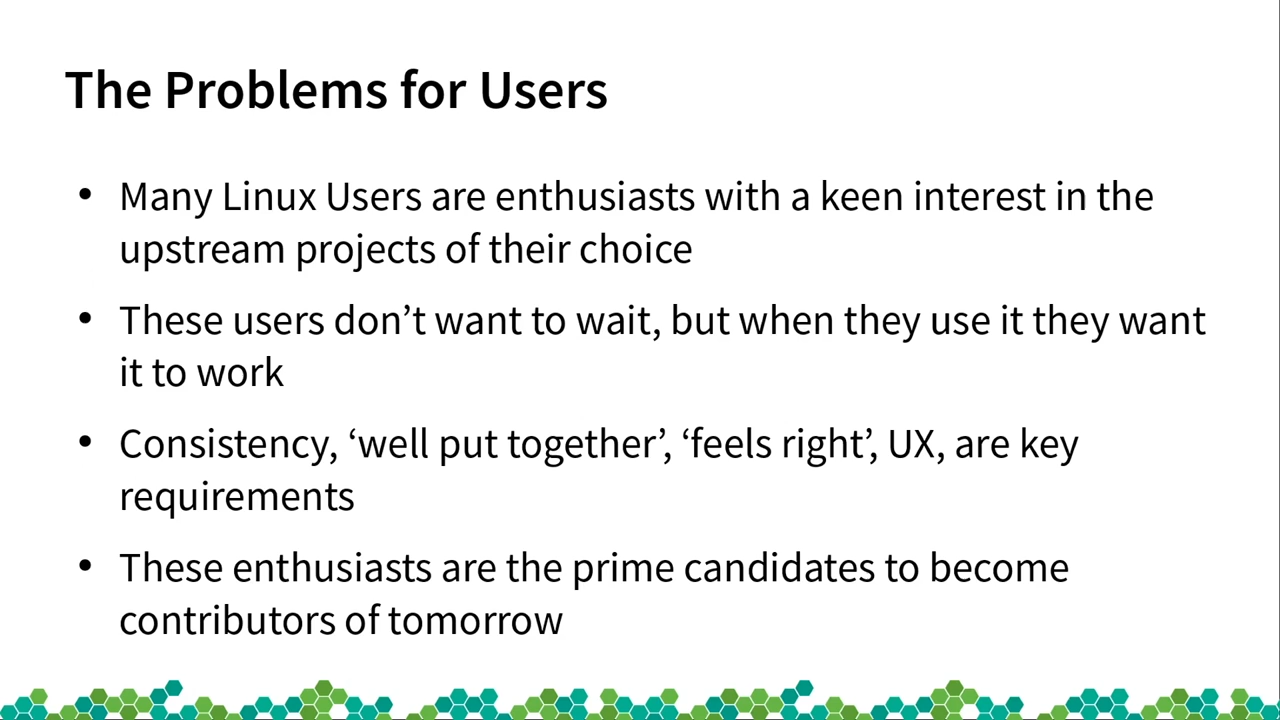 The Problems for Users
• Many Linux Users are enthusiasts with a keen interest in the
upstream projects of their choice
• These users don’t want to wait, but when they use it they want
it to work
• Consistency, ‘well put together’, ‘feels right’, UX, are key
requirements
• These enthusiasts are the prime candidates to become
contributors of tomorrow